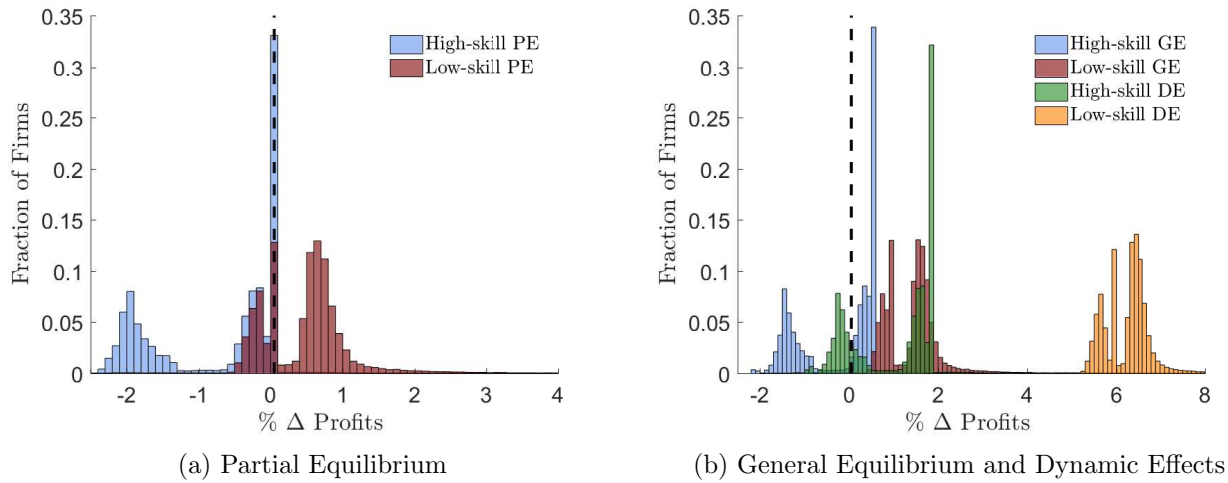 0.35
0.3
0.25
0.2
0.15
0.1
0.05
0
Fraction of Firms
High-skill PE
Low-skill PE
-2 -1 0 1 2 3 4
% Δ Profits
(a) Partial Equilibrium
0.35
0.3
0.25
0.2
0.15
0.1
0.05
0
Fraction of Firms
High-skill GE
Low-skill GE
High-skill DE
Low-skill DE
-2 0 2 4 6 8
% Δ Profits
(b) General Equilibrium and Dynamic Effects